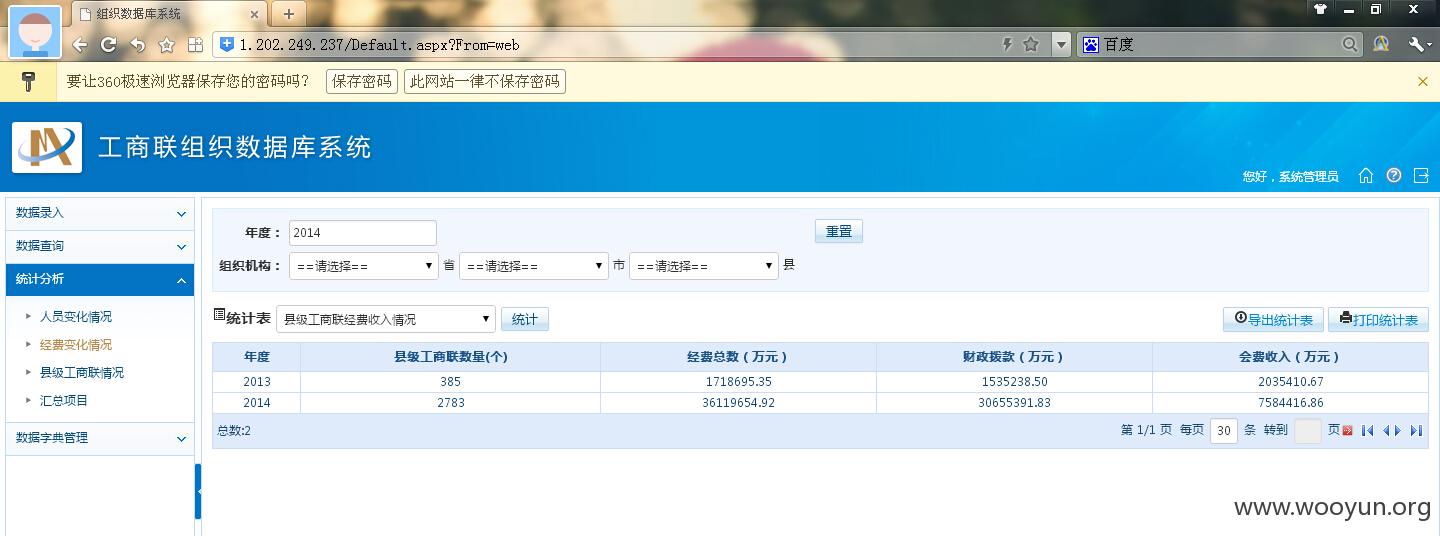 组织数据库系统
1.202.249.237/Default.aspx?From=web
百度
要让360极速浏览器保存您的密码吗？ 保存密码 此网站一律不保存密码
工商联组织数据库系统
您好，系统管理员
数据录入
数据查询
统计分析
人员变化情况
经费变化情况
县级工商联情况
汇总项目
数据字典管理
年度： 2014 重置
组织机构： ==请选择== 省 ==请选择== 市 ==请选择== 县
统计表 县级工商联经费收入情况 统计 导出统计表 打印统计表
年度 县级工商联数量(个) 经费总数（万元） 财政拨款（万元） 会费收入（万元）
2013 385 1718695.35 1535238.50 2035410.67
2014 2783 36119654.92 30655391.83 7584416.86
总数:2 第 1/1 页 每页 30 条 转到 页
www.wooyun.org